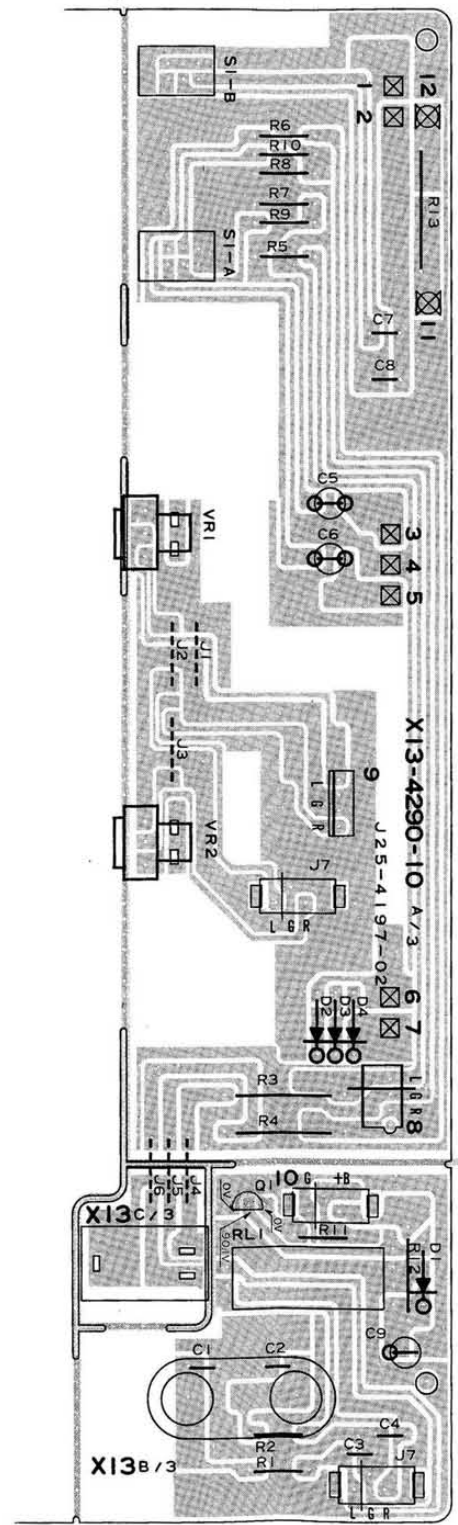 S1-B
1
2
12
R6
R10
R8
R7
R9
R5
R13
S1-A
11
C7
C8
C5
C6
3
4
5
VR1
J2
J1
J3
X13-4290-10 A/3
J25-4197-02
9
L G R
VR2
J7
L G R
6
7
D2
D3
D4
R3
R4
L G R
8
J6
J5
J4
X13 C/3
Q1
10
G +B
0V
0V
R11
RL1
D1
R12
C9
C1
C2
R2
R1
C4
C3
J7
L G R
X13 B/3